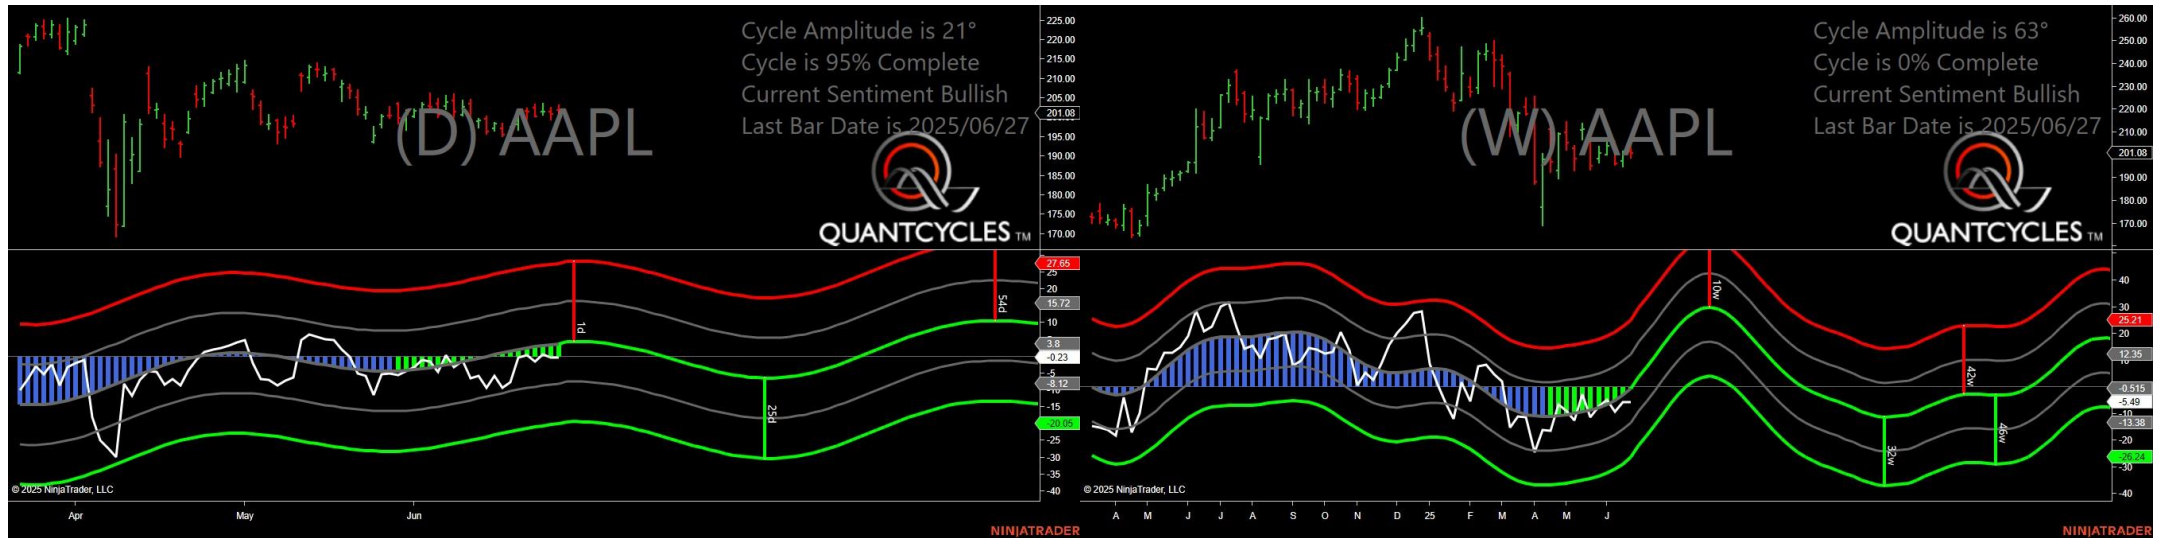 Cycle Amplitude is 21°
Cycle is 95% Complete
Current Sentiment Bullish
Last Bar Date is 2025/06/27
(D) AAPL
QUANTCYCLES TM
225.00
220.00
215.00
210.00
205.00
201.08
195.00
190.00
185.00
180.00
175.00
170.00
27.65
25
20
15.72
10
3.8
-0.23
-5
-8.12
-10
-15
-20.05
-25
-30
-35
-40
1d
25d
54d
© 2025 NinjaTrader, LLC
Apr
May
Jun
NINJATRADER
Cycle Amplitude is 63°
Cycle is 0% Complete
Current Sentiment Bullish
Last Bar Date is 2025/06/27
(W) AAPL
QUANTCYCLES TM
260.00
250.00
240.00
230.00
220.00
210.00
201.08
190.00
180.00
170.00
40
30
25.21
20
12.35
10
-0.515
-5.49
-10
-13.38
-20
-26.24
-30
-40
10w
32w
42w
46w
© 2025 NinjaTrader, LLC
A
M
J
J
A
S
O
N
D
25
F
M
A
M
J
NINJATRADER